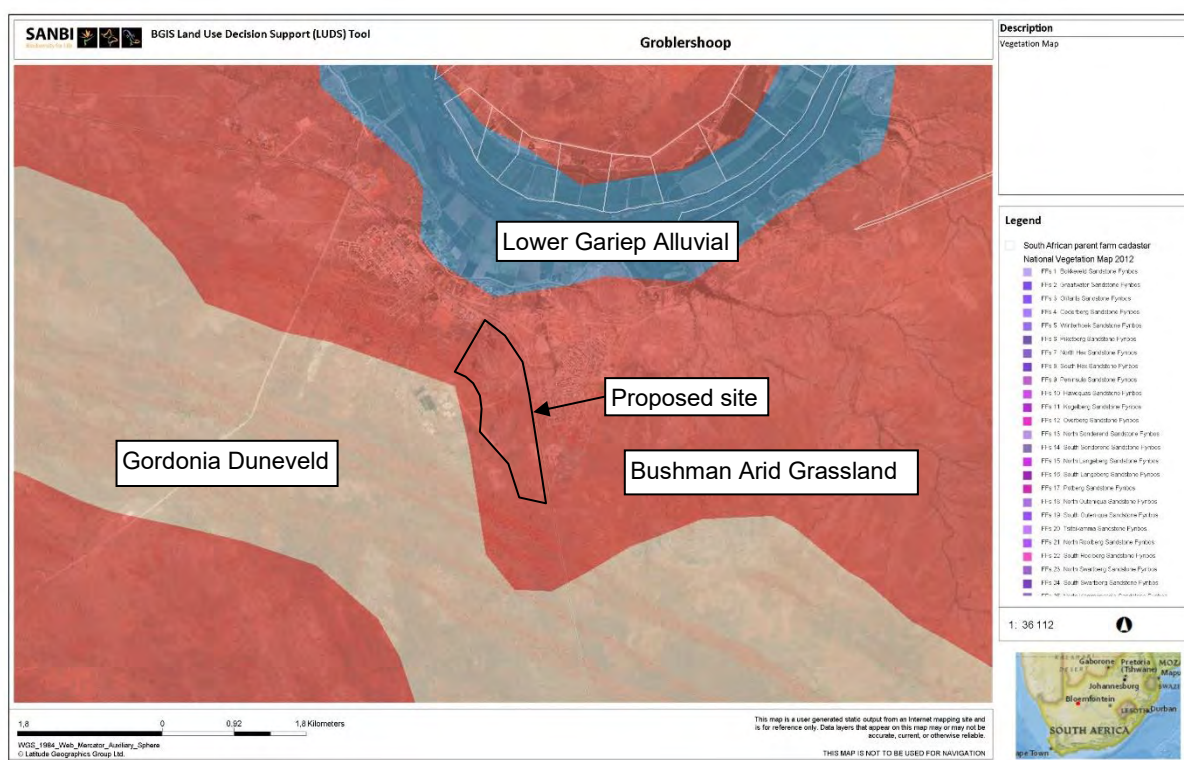 SANBI
Biodiversity for Life
BGIS Land Use Decision Support (LUDS) Tool
Groblershoop
Description
Vegetation Map
Lower Gariep Alluvial
Proposed site
Gordonia Duneveld
Bushman Arid Grassland
Legend
South African parent farm cadaster
National Vegetation Map 2012
FFs 1 Bokkeveld Sandstone Fynbos
FFs 2 Graafwater Sandstone Fynbos
FFs 3 Olifants Sandstone Fynbos
FFs 4 Cederberg Sandstone Fynbos
FFs 5 Winterhoek Sandstone Fynbos
FFs 6 Piketberg Sandstone Fynbos
FFs 7 North Hex Sandstone Fynbos
FFs 8 South Hex Sandstone Fynbos
FFs 9 Peninsula Sandstone Fynbos
FFs 10 Hawequas Sandstone Fynbos
FFs 11 Kogelberg Sandstone Fynbos
FFs 12 Overberg Sandstone Fynbos
FFs 13 North Sonderend Sandstone Fynbos
FFs 14 South Sonderend Sandstone Fynbos
FFs 15 North Langeberg Sandstone Fynbos
FFs 16 South Langeberg Sandstone Fynbos
FFs 17 Potberg Sandstone Fynbos
FFs 18 North Outeniqua Sandstone Fynbos
FFs 19 South Outeniqua Sandstone Fynbos
FFs 20 Tsitsikamma Sandstone Fynbos
FFs 21 North Rooiberg Sandstone Fynbos
FFs 22 South Rooiberg Sandstone Fynbos
FFs 23 North Swartberg Sandstone Fynbos
FFs 24 South Swartberg Sandstone Fynbos
1: 36 112
Gaborone
Pretoria
(Tshwane)
MOZA
Mapu
DESERT
Johannesburg
SWAZI
Bloemfontein
LESOTHO
Durban
SOUTH AFRICA
ape Town
1,8
0
0,92
1,8 Kilometers
WGS_1984_Web_Mercator_Auxiliary_Sphere
© Latitude Geographics Group Ltd.
This map is a user generated static output from an Internet mapping site and
is for reference only. Data layers that appear on this map may or may not be
accurate, current, or otherwise reliable.
THIS MAP IS NOT TO BE USED FOR NAVIGATION